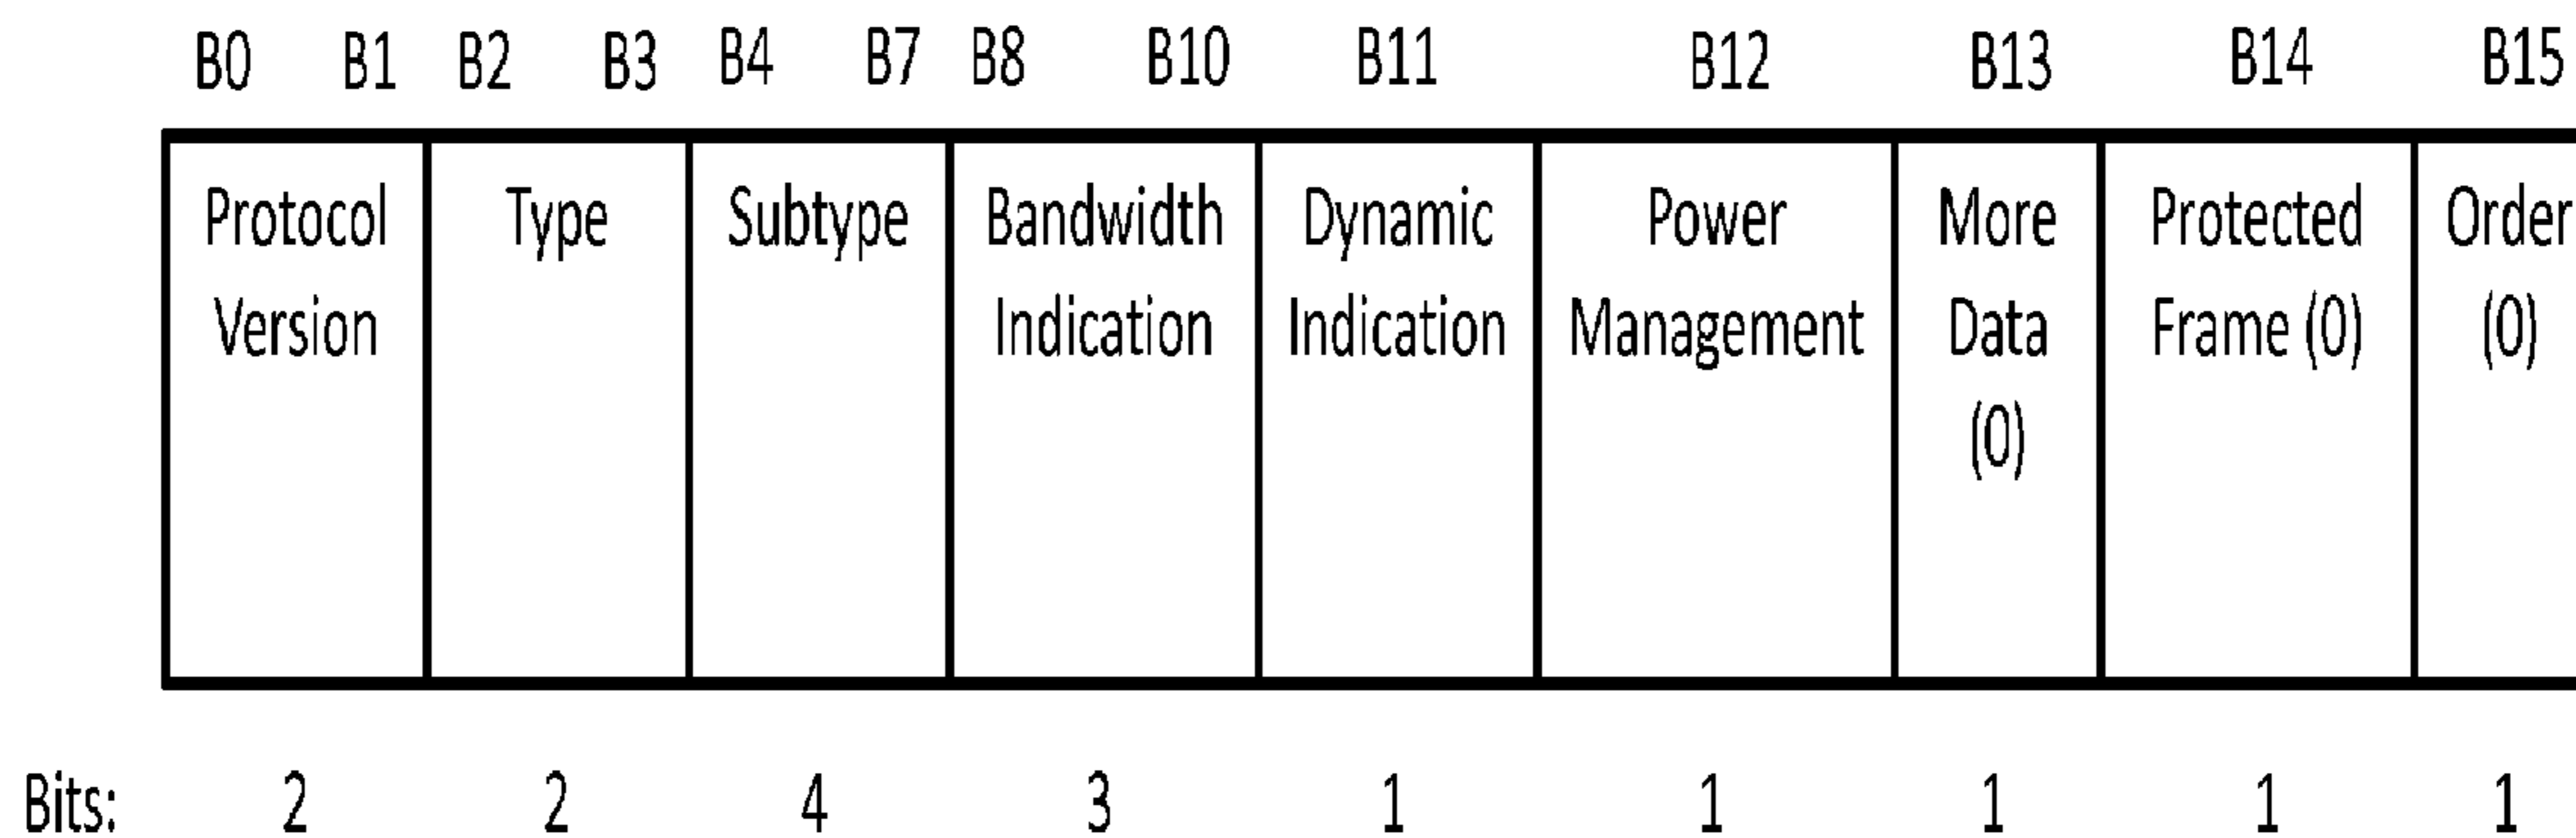 B0 B1 B2 B3 B4 B7 B8 B10 B11 B12 B13 B14 B15
Protocol Type Subtype Bandwidth Dynamic Power More Protected Order
Version Indication Indication Management Data Frame (0) (0)
(0)
Bits: 2 2 4 3 1 1 1 1 1